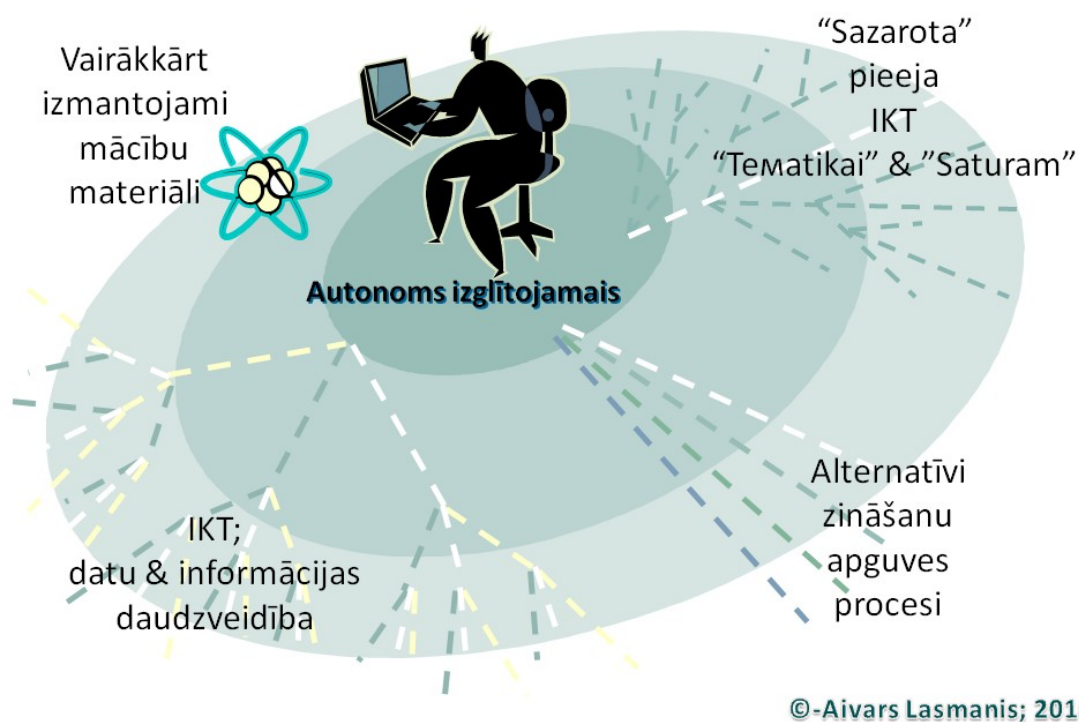 Vairākkārt
izmantojami
mācību
materiāli
“Sazarota”
pieeja
IKT
“Tематikai” & ”Saturam”
Autonoms izglītojamais
IKT;
datu & informācijas
daudzveidība
Alternatīvi
zināšanu
apguves
procesi
©-Aivars Lasmanis; 201